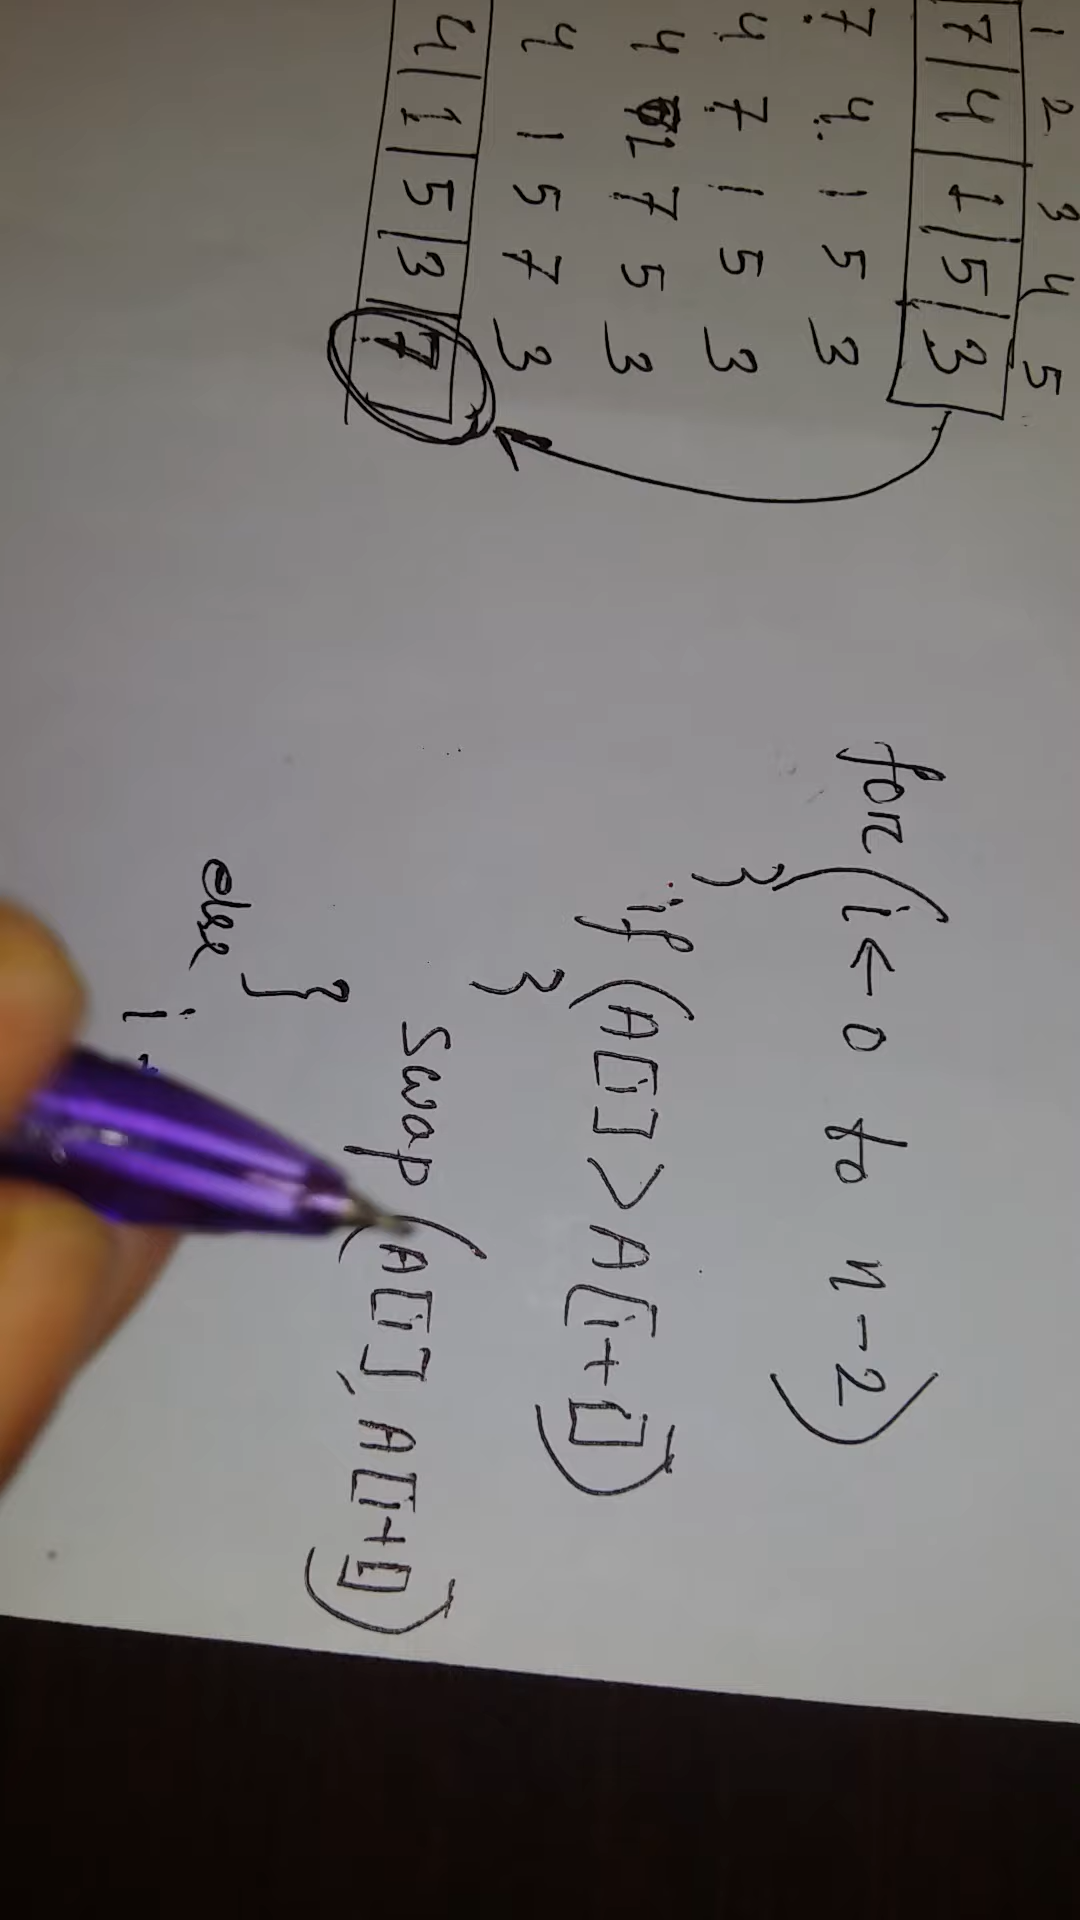 1 2 3 4 5
7 | 4 | 1 | 5 | 3
7 4 1 5 3
4 7 1 5 3
4 1 7 5 3
4 1 5 7 3
4 | 1 | 5 | 3 | 7
for (i ← 0 to n-2)
{
if (A[i] > A[i+1])
{
swap (A[i], A[i+1])
}
else
i